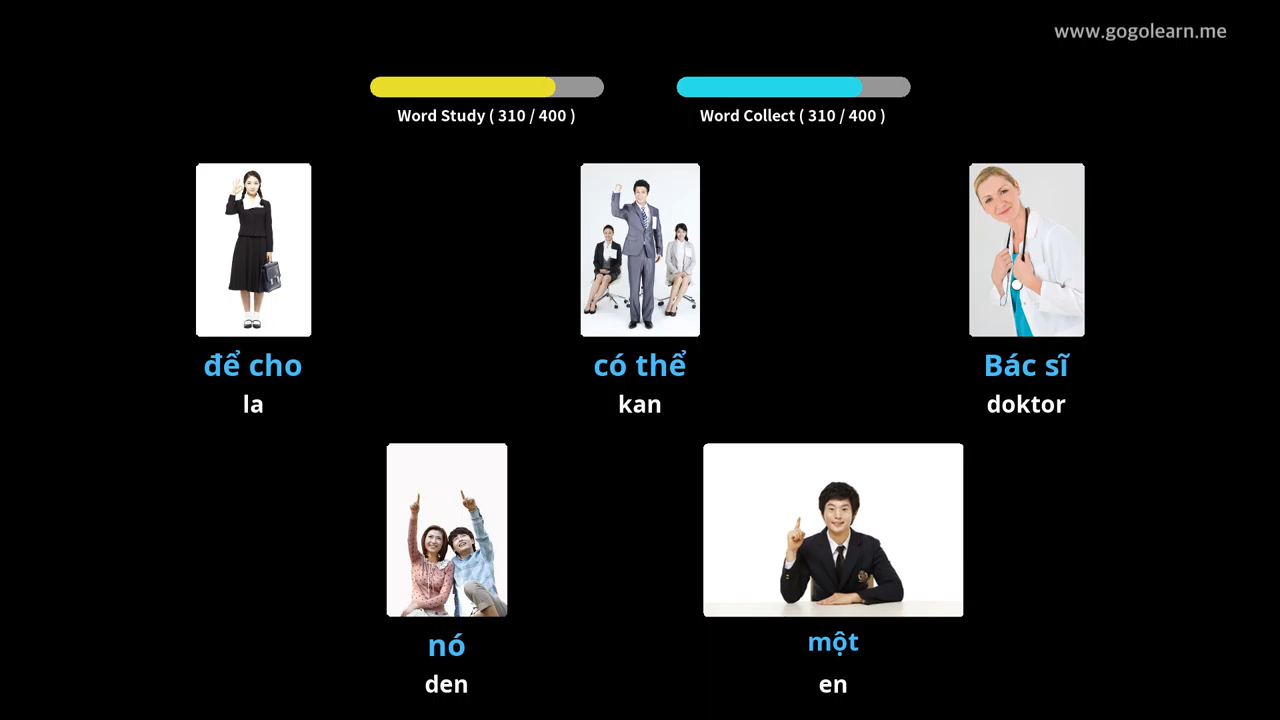 www.gogolearn.me
Word Study ( 310 / 400 )
Word Collect ( 310 / 400 )
để cho
la
có thể
kan
Bác sĩ
doktor
nó
den
một
en